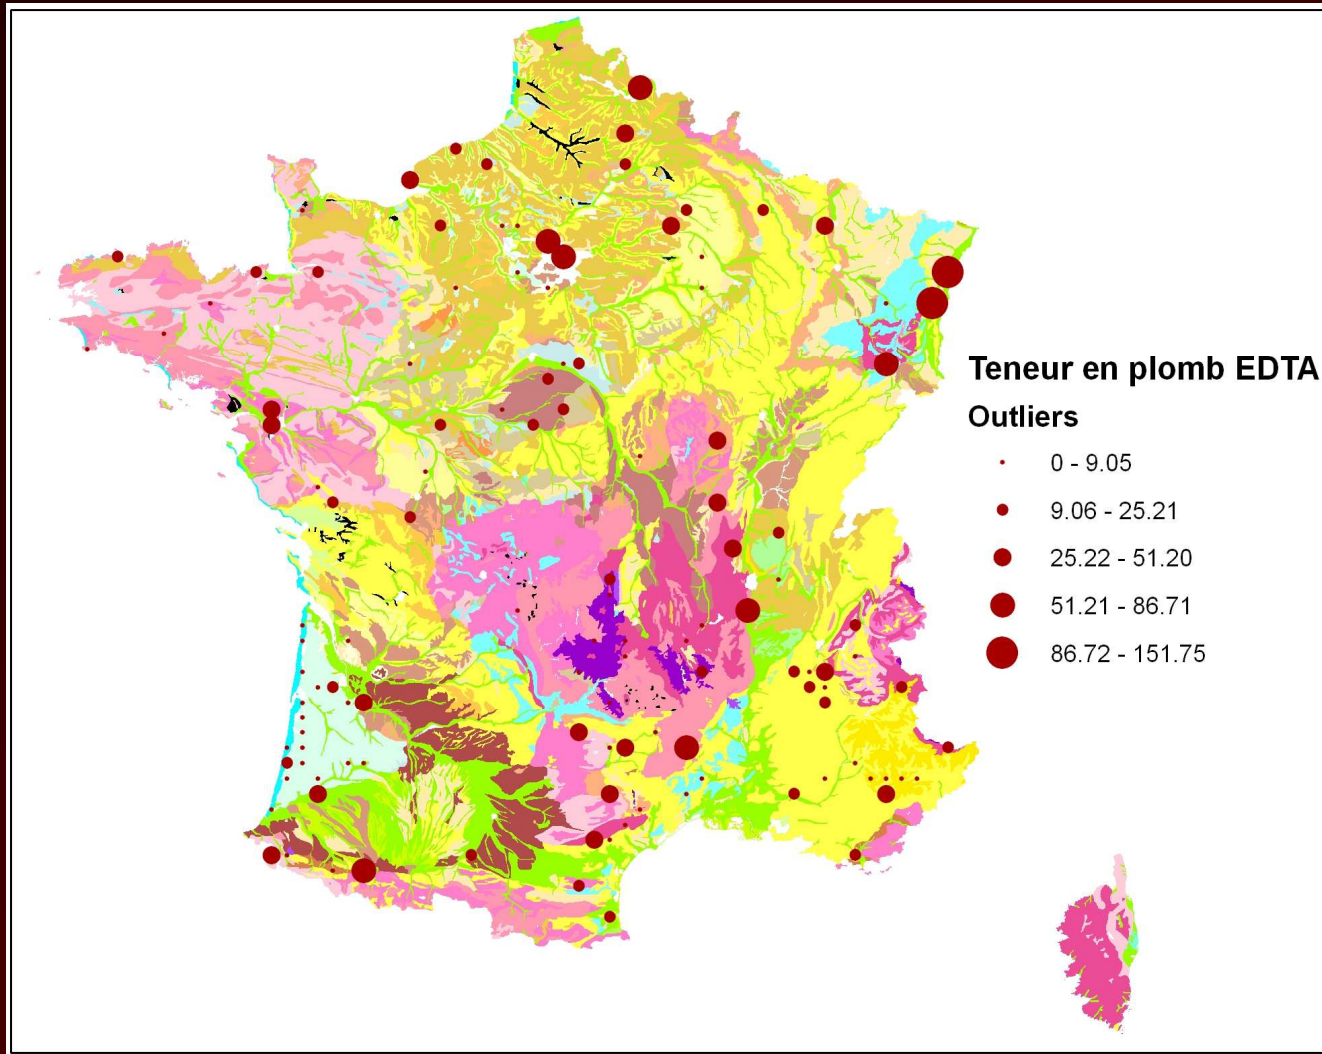 Teneur en plomb EDTA
Outliers
0 - 9.05
9.06 - 25.21
25.22 - 51.20
51.21 - 86.71
86.72 - 151.75